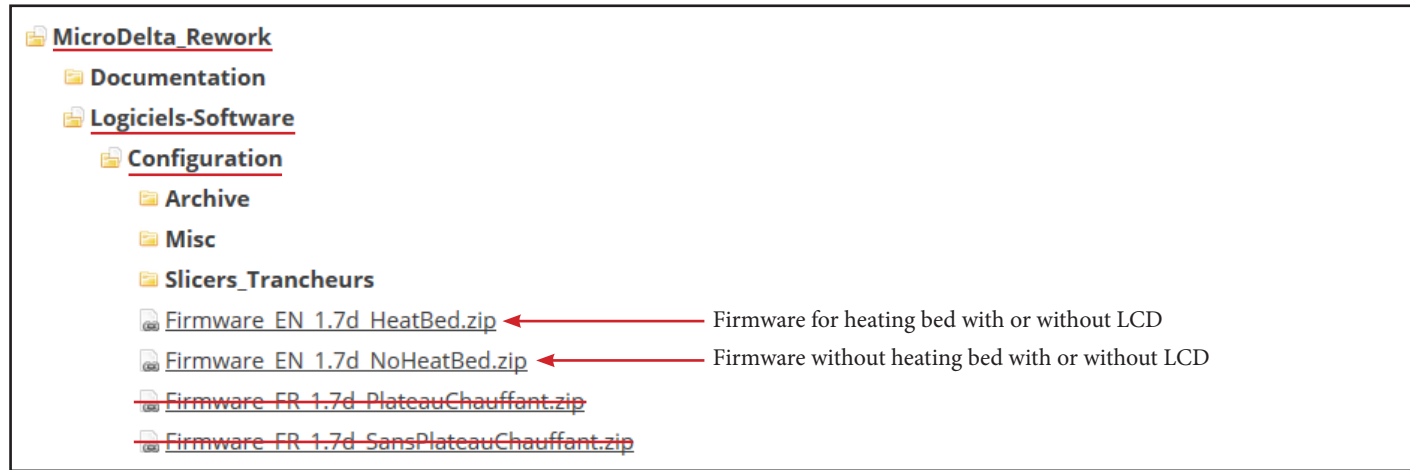 MicroDelta_Rework
Documentation
Logiciels-Software
Configuration
Archive
Misc
Slicers_Trancheurs
Firmware_EN_1.7d_HeatBed.zip Firmware for heating bed with or without LCD
Firmware_EN_1.7d_NoHeatBed.zip Firmware without heating bed with or without LCD
Firmware_FR_1.7d_PlateauChauffant.zip
Firmware_FR_1.7d_SansPlateauChauffant.zip